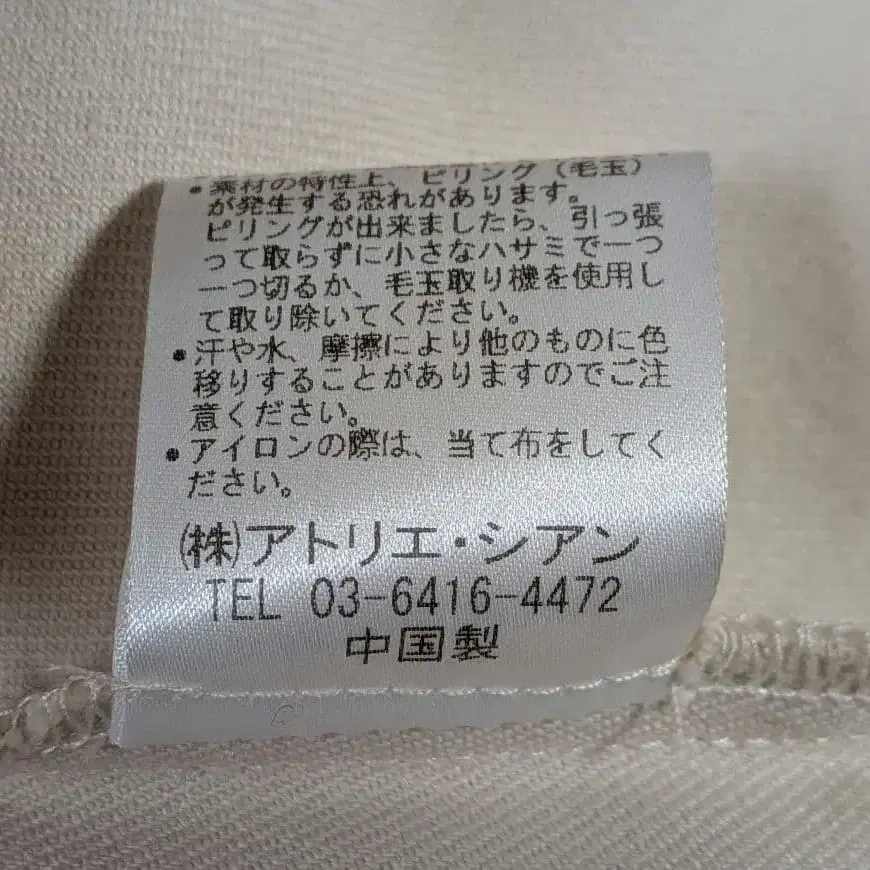 •素材の特性上、ピリング(毛玉)
が発生する恐れがあります。
ピリングが出来ましたら、引っ張
って取らずに小さなハサミで一つ
一つ切るか、毛玉取り機を使用し
て取り除いてください。
•汗や水、摩擦により他のものに色
移りすることがありますのでご注
意ください。
•アイロンの際は、当て布をしてく
ださい。
(株)アトリエ・シアン
TEL 03-6416-4472
中国製